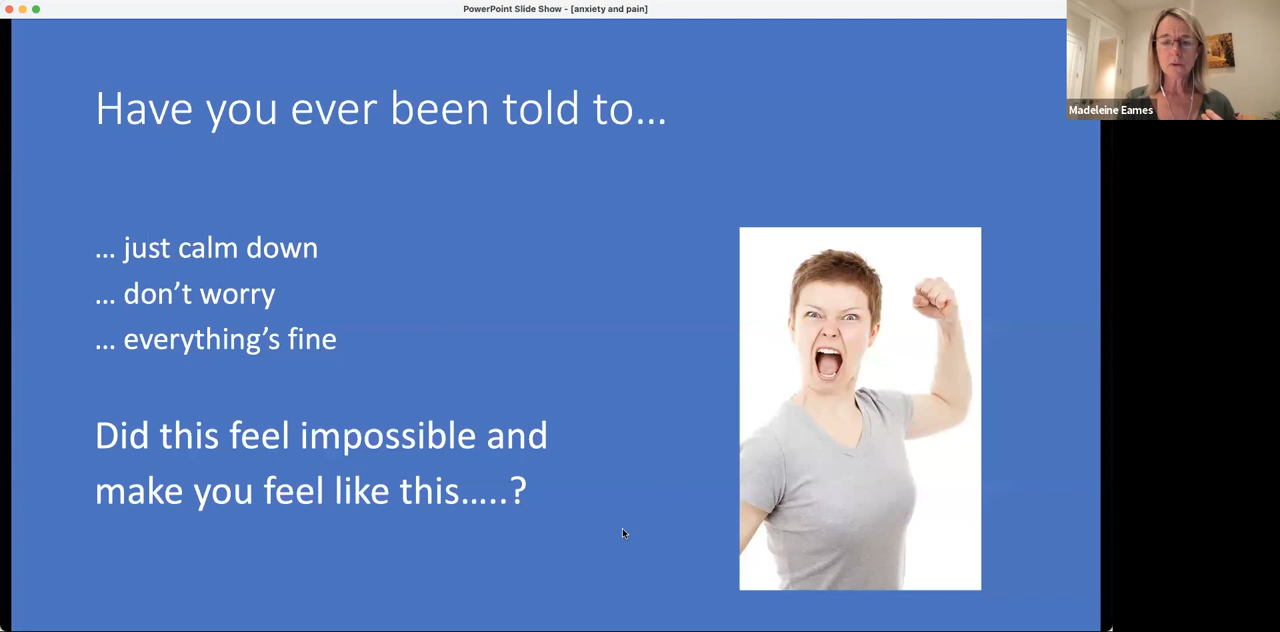 PowerPoint Slide Show - [anxiety and pain]
Madeleine Eames
Have you ever been told to...
... just calm down
... don’t worry
... everything’s fine
Did this feel impossible and
make you feel like this.....?